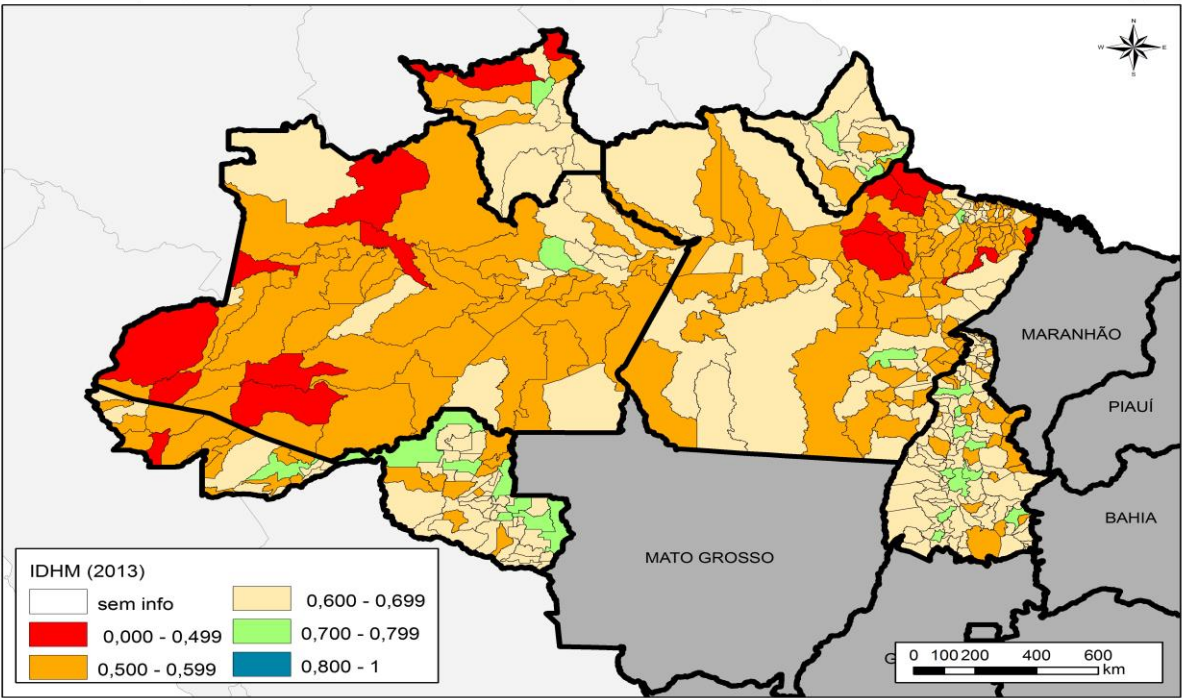 N
W E
S
MARANHÃO
PIAUÍ
BAHIA
MATO GROSSO
G
IDHM (2013)
sem info
0,000 - 0,499
0,500 - 0,599
0,600 - 0,699
0,700 - 0,799
0,800 - 1
0 100 200 400 600
km